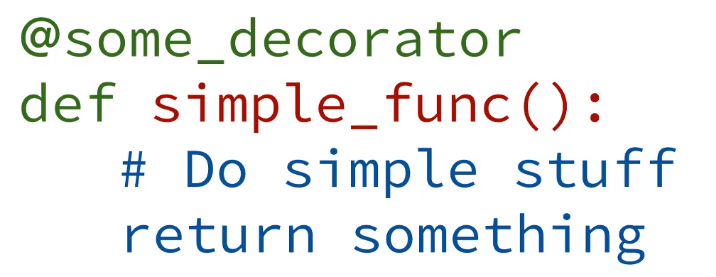 @some_decorator
def simple_func():
    # Do simple stuff
    return something